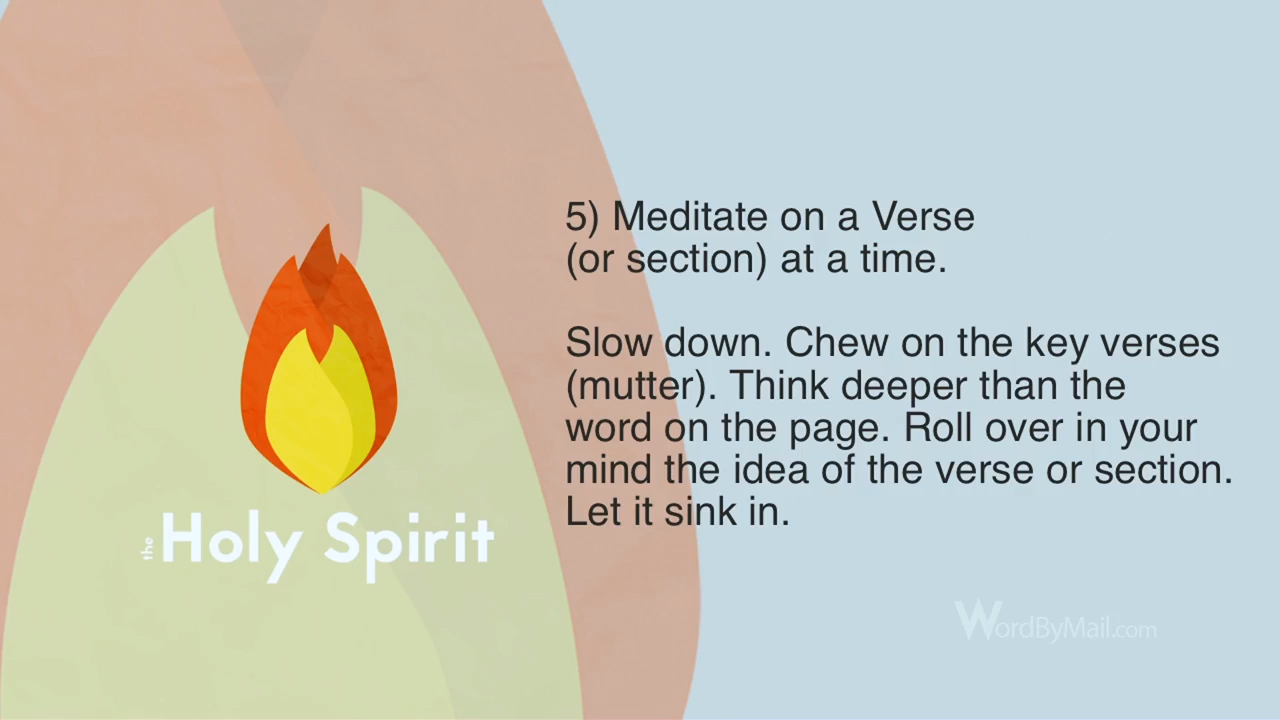 5) Meditate on a Verse
(or section) at a time.
Slow down. Chew on the key verses
(mutter). Think deeper than the
word on the page. Roll over in your
mind the idea of the verse or section.
Let it sink in.
the Holy Spirit
WordByMail.com